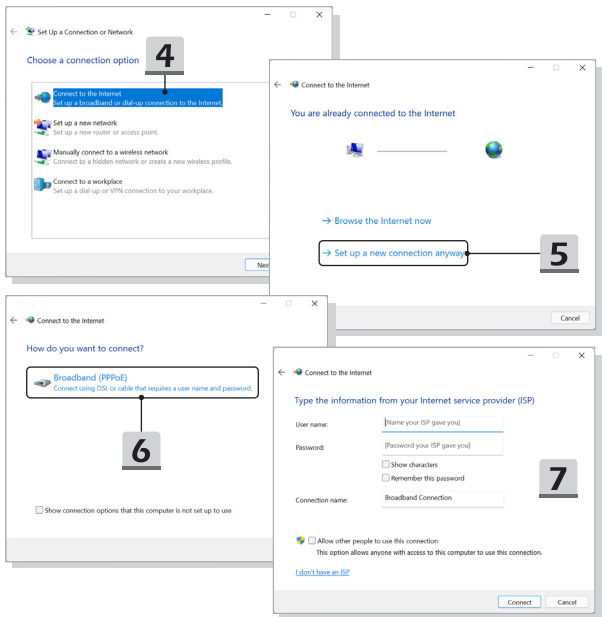 Set Up a Connection or Network
Choose a connection option
4
Connect to the Internet
Set up a broadband or dial-up connection to the Internet.
Set up a new network
Set up a new router or access point.
Manually connect to a wireless network
Connect to a hidden network or create a new wireless profile.
Connect to a workplace
Set up a dial-up or VPN connection to your workplace.
Connect to the Internet
You are already connected to the Internet
→ Browse the Internet now
→ Set up a new connection anyway
5
Cancel
Connect to the Internet
How do you want to connect?
Broadband (PPPoE)
Connect using DSL or cable that requires a user name and password.
6
Show connection options that this computer is not set up to use
Connect to the Internet
Type the information from your Internet service provider (ISP)
User name:
[Name your ISP gave you]
Password:
[Password your ISP gave you]
Show characters
Remember this password
7
Connection name:
Broadband Connection
Allow other people to use this connection
This option allows anyone with access to this computer to use this connection.
I don't have an ISP
Connect
Cancel